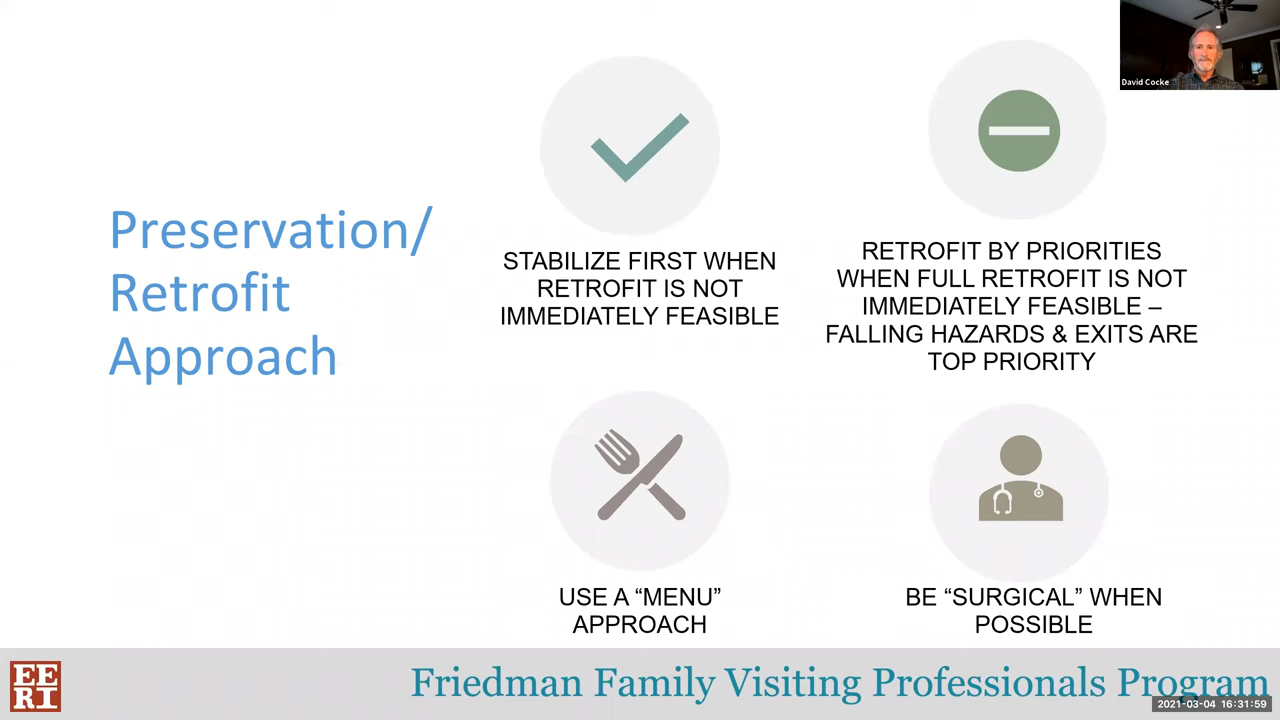 David Cocke
Preservation/
Retrofit
Approach
STABILIZE FIRST WHEN
RETROFIT IS NOT
IMMEDIATELY FEASIBLE
RETROFIT BY PRIORITIES
WHEN FULL RETROFIT IS NOT
IMMEDIATELY FEASIBLE –
FALLING HAZARDS & EXITS ARE
TOP PRIORITY
USE A “MENU”
APPROACH
BE “SURGICAL” WHEN
POSSIBLE
EE
RI
Friedman Family Visiting Professionals Program
2021-03-04 16:31:59